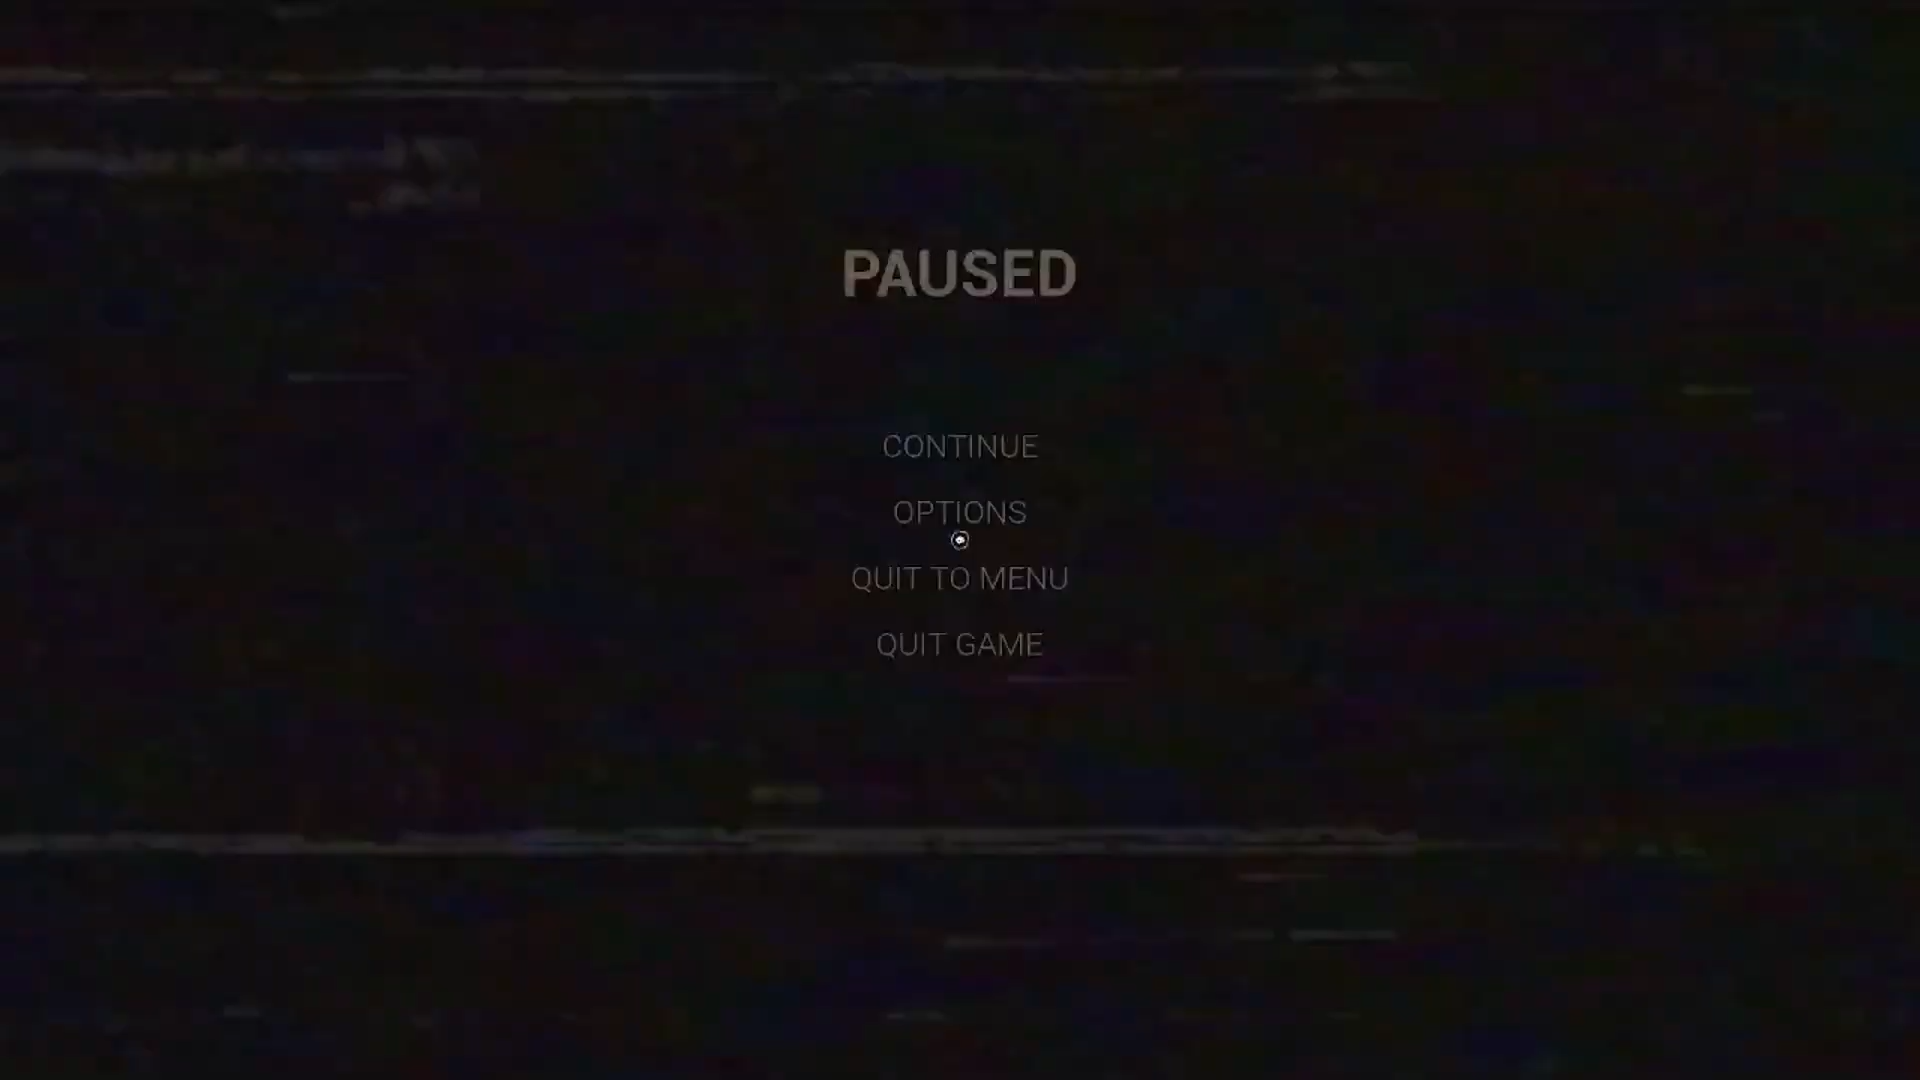 PAUSED
CONTINUE
OPTIONS
QUIT TO MENU
QUIT GAME